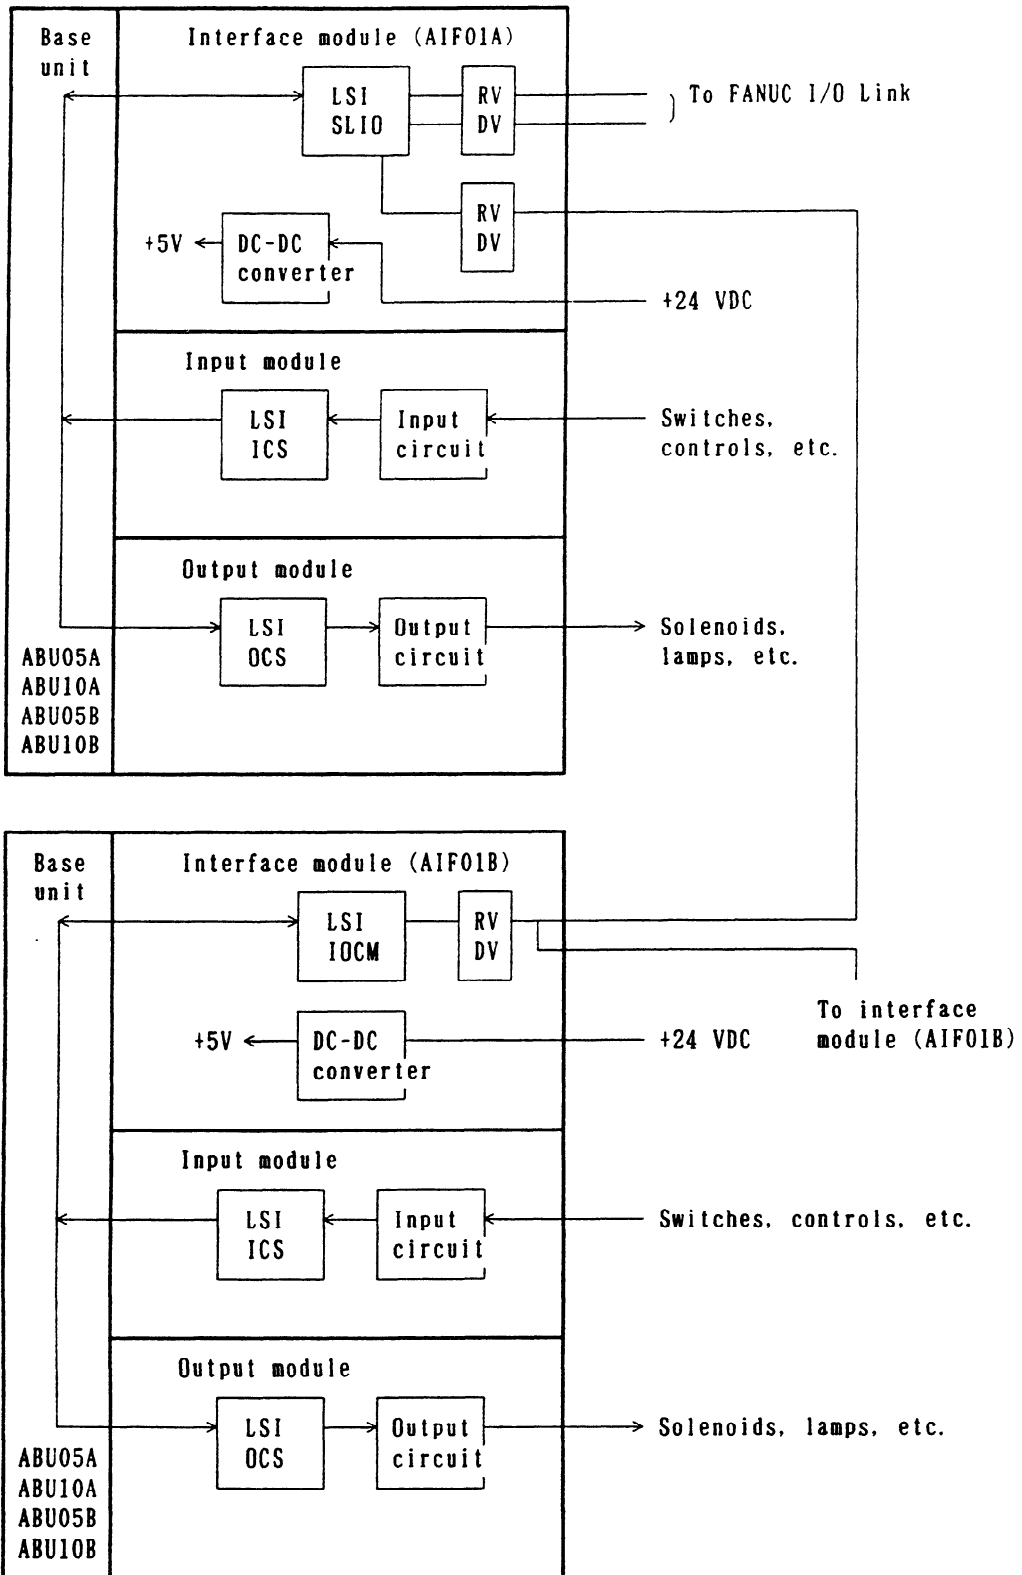 Base
unit
Interface module (AIF01A)
LSI
SLIO
RV
DV
To FANUC I/O Link
RV
DV
+5V
DC-DC
converter
+24 VDC
Input module
LSI
ICS
Input
circuit
Switches,
controls, etc.
Output module
LSI
OCS
Output
circuit
Solenoids,
lamps, etc.
ABU05A
ABU10A
ABU05B
ABU10B
Base
unit
Interface module (AIF01B)
LSI
IOCM
RV
DV
To interface
module (AIF01B)
+5V
DC-DC
converter
+24 VDC
Input module
LSI
ICS
Input
circuit
Switches, controls, etc.
Output module
LSI
OCS
Output
circuit
Solenoids, lamps, etc.
ABU05A
ABU10A
ABU05B
ABU10B